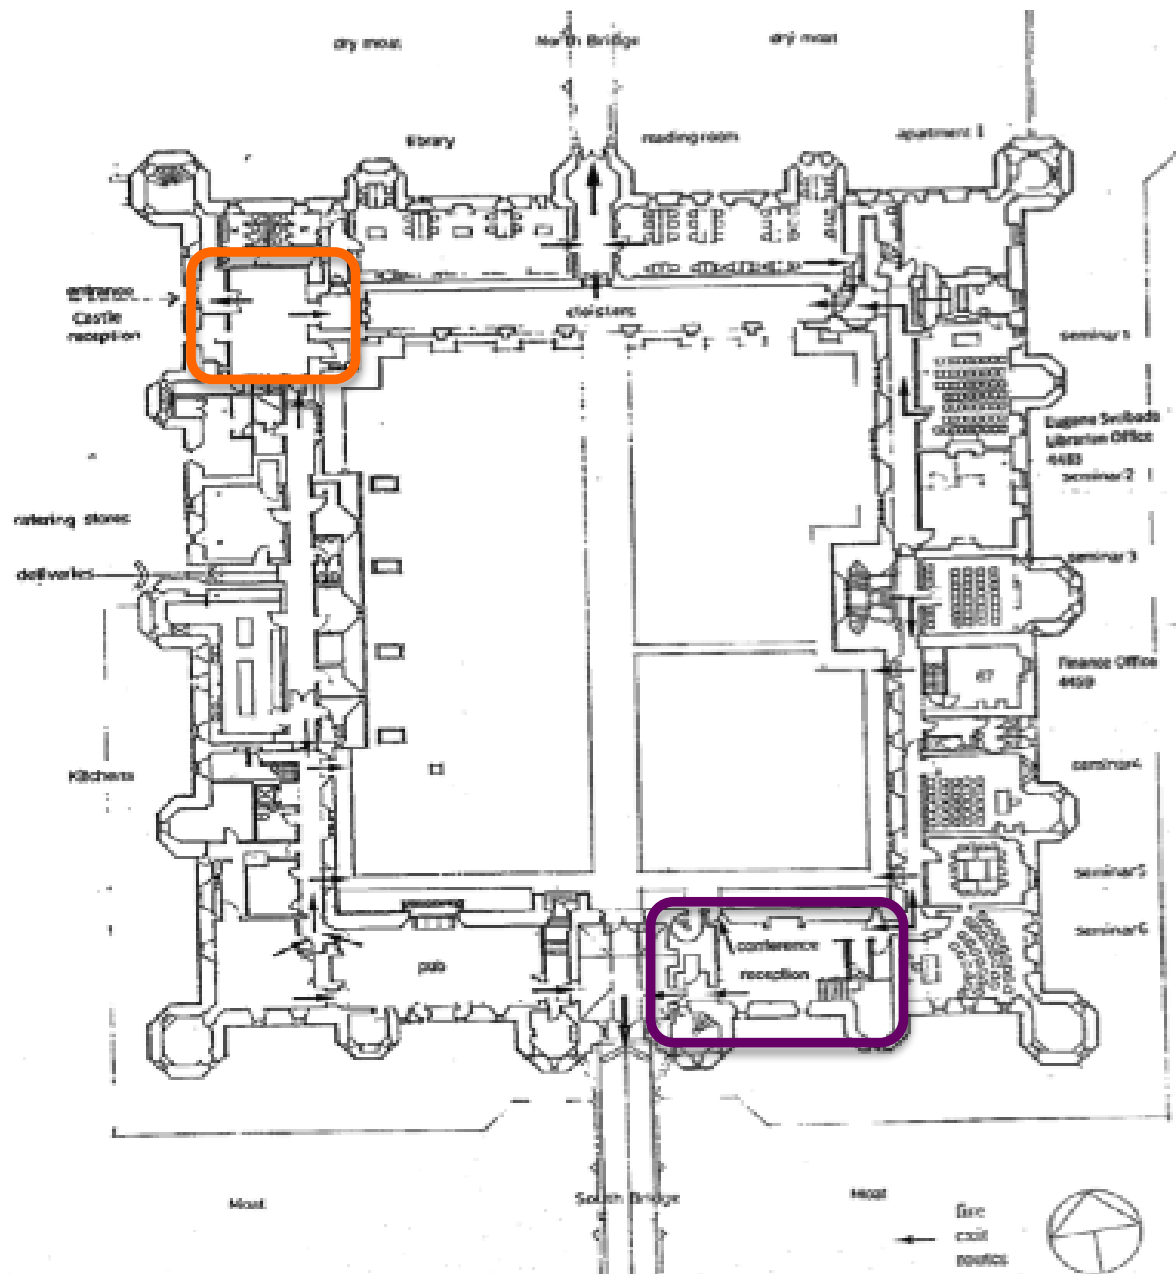 dry moat
North Bridge
dry moat
library
reading room
apartment 1
entrance
Castle
reception
cloisters
seminar 1
Librarian Office
seminar 2
catering stores
deliveries
seminar 3
Finance Office
67
Kitchens
seminar 4
seminar 5
seminar 6
conference
reception
pub
Moat
South Bridge
Moat
fire
exit
routes